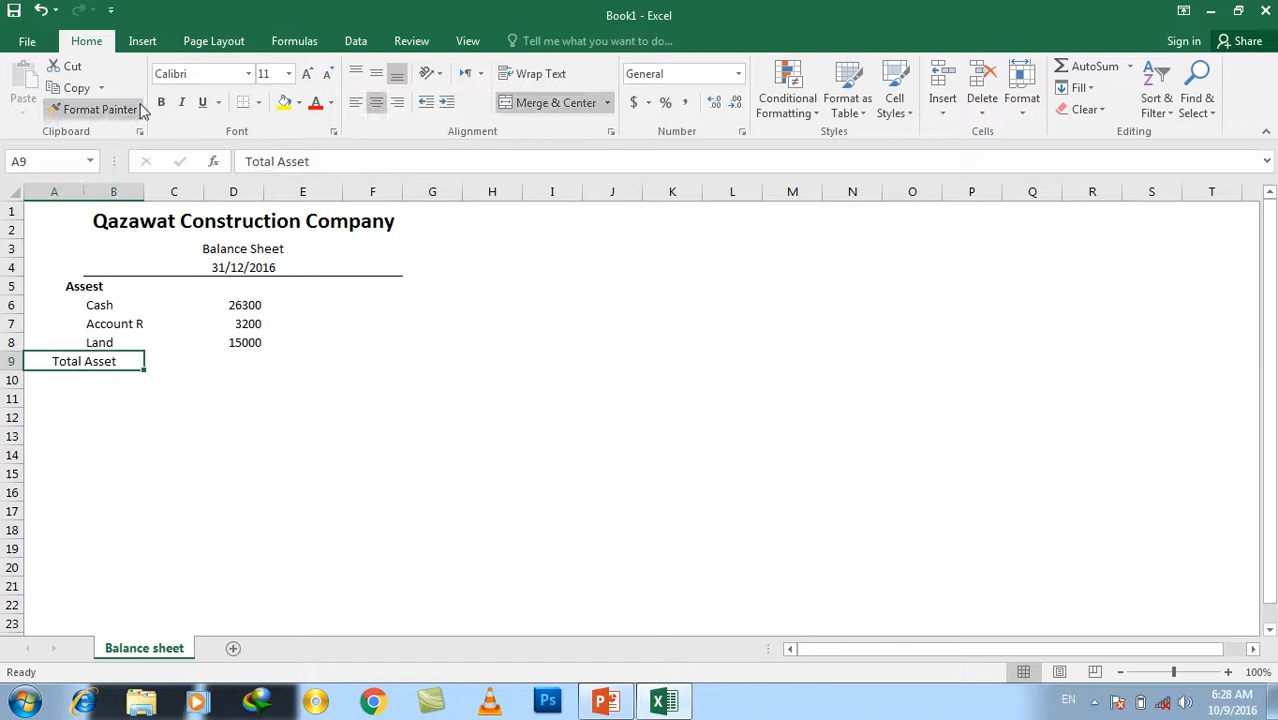 Book1 - Excel
File Home Insert Page Layout Formulas Data Review View Tell me what you want to do... Sign in Share
Paste Cut Copy Format Painter Clipboard
Calibri 11 B I U A A A Font
Wrap Text Merge & Center Alignment
General $ % , Number
Conditional Formatting Format as Table Cell Styles Styles
Insert Delete Format Cells
AutoSum Fill Clear Sort & Filter Find & Select Editing
A9 fx Total Asset
A B C D E F G H I J K L M N O P Q R S T
1 Qazawat Construction Company
2
3 Balance Sheet
4 31/12/2016
5 Assest
6 Cash 26300
7 Account R 3200
8 Land 15000
9 Total Asset
10
11
12
13
14
15
16
17
18
19
20
21
22
23
Balance sheet
Ready 100%
Ps EN 6:28 AM
10/9/2016